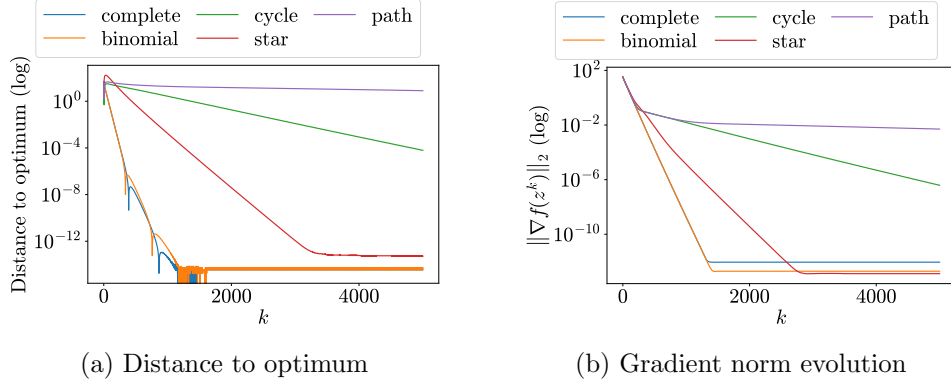 complete cycle path
binomial star
Distance to optimum (log)
10^0
10^{-4}
10^{-8}
10^{-12}
0 2000 4000
k
(a) Distance to optimum
complete cycle path
binomial star
||∇f(z^k)||_2 (log)
10^2
10^{-2}
10^{-6}
10^{-10}
0 2000 4000
k
(b) Gradient norm evolution